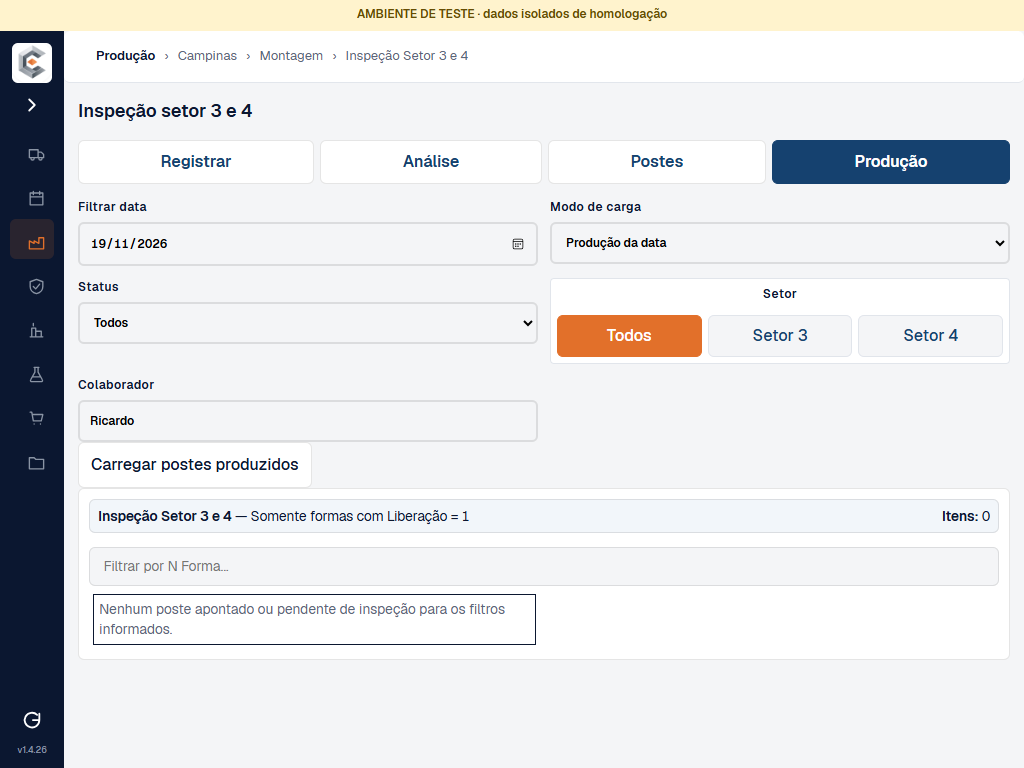 AMBIENTE DE TESTE · dados isolados de homologação
Produção › Campinas › Montagem › Inspeção Setor 3 e 4
Inspeção setor 3 e 4
Registrar
Análise
Postes
Produção
Filtrar data
Modo de carga
19/11/2026
Produção da data
Status
Setor
Todos
Todos
Setor 3
Setor 4
Colaborador
Ricardo
Carregar postes produzidos
Inspeção Setor 3 e 4 — Somente formas com Liberação = 1
Itens: 0
Filtrar por N Forma...
Nenhum poste apontado ou pendente de inspeção para os filtros
informados.
v1.4.26